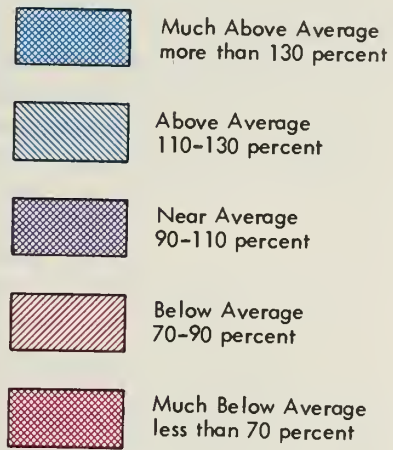 Much Above Average
more than 130 percent
Above Average
110-130 percent
Near Average
90-110 percent
Below Average
70-90 percent
Much Below Average
less than 70 percent